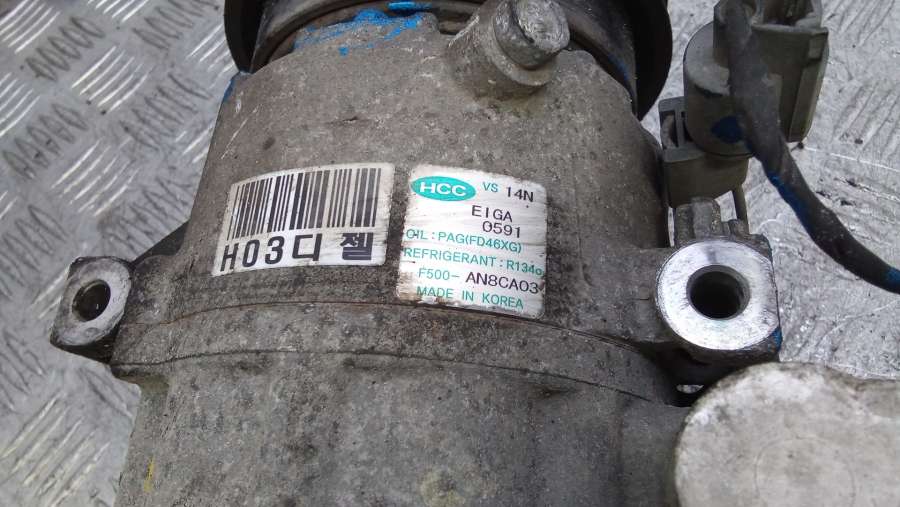 H03디젤
HCC VS 14N
EIGA
0591
OIL: PAG(FD46XG)
REFRIGERANT: R134a
F500-AN8CA03
MADE IN KOREA